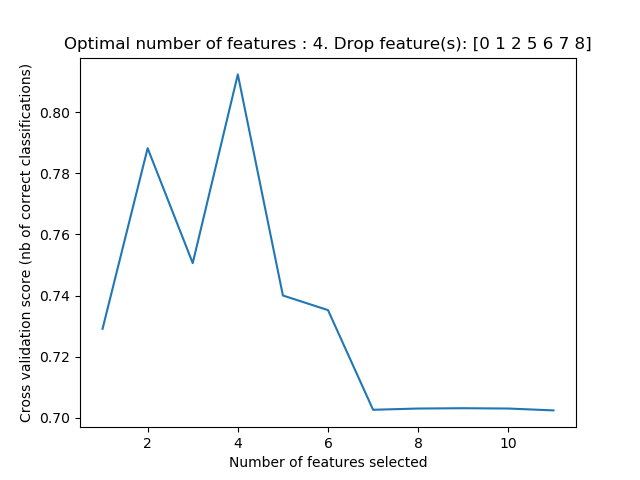 Optimal number of features : 4. Drop feature(s): [0 1 2 5 6 7 8]
Cross validation score (nb of correct classifications)
0.80
0.78
0.76
0.74
0.72
0.70
2 4 6 8 10
Number of features selected